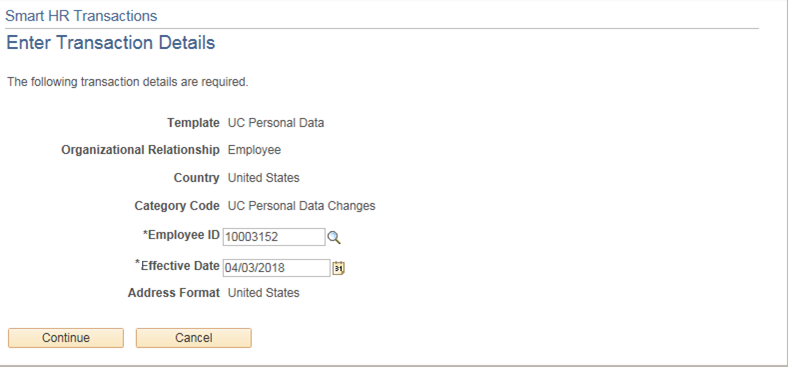 Smart HR Transactions
Enter Transaction Details
The following transaction details are required.
Template UC Personal Data
Organizational Relationship Employee
Country United States
Category Code UC Personal Data Changes
*Employee ID 10003152
*Effective Date 04/03/2018 31
Address Format United States
Continue Cancel